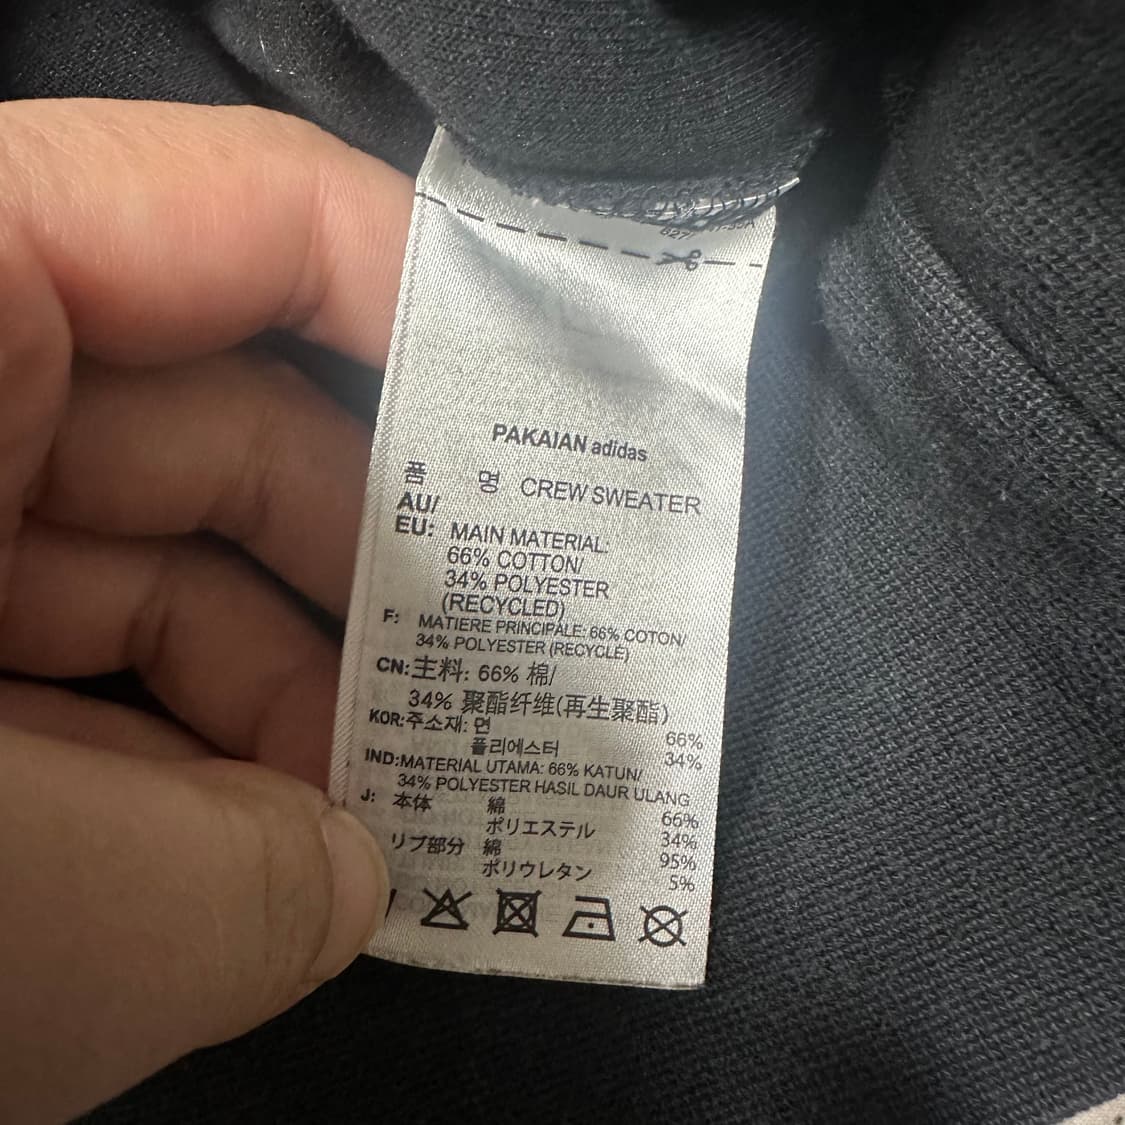 PAKAIAN adidas
품 명 CREW SWEATER
AU/
EU: MAIN MATERIAL:
66% COTTON/
34% POLYESTER
(RECYCLED)
F: MATIERE PRINCIPALE: 66% COTON/
34% POLYESTER (RECYCLE)
CN: 主料: 66% 棉/
34% 聚酯纤维(再生聚酯)
KOR: 주소재: 면 66%
폴리에스터 34%
IND: MATERIAL UTAMA: 66% KATUN/
34% POLYESTER HASIL DAUR ULANG
J: 本体 綿 66%
ポリエステル 34%
リブ部分 綿 95%
ポリウレタン 5%